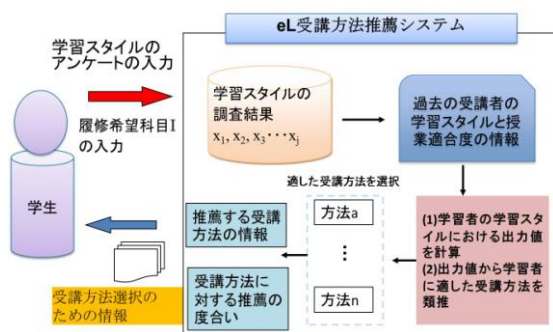 eL受講方法推薦システム
学習スタイルの
アンケートの入力
履修希望科目I
の入力
学生
学習スタイルの
調査結果
x1, x2, x3・・・xj
過去の受講者の
学習スタイルと授
業適合度の情報
(1)学習者の学習ス
タイルにおける出力値
を計算
(2)出力値から学習者
に適した受講方法を
類推
適した受講方法を選択
方法a
⋮
方法n
推薦する受講
方法の情報
受講方法に
対する推薦の
度合い
受講方法選択の
ための情報